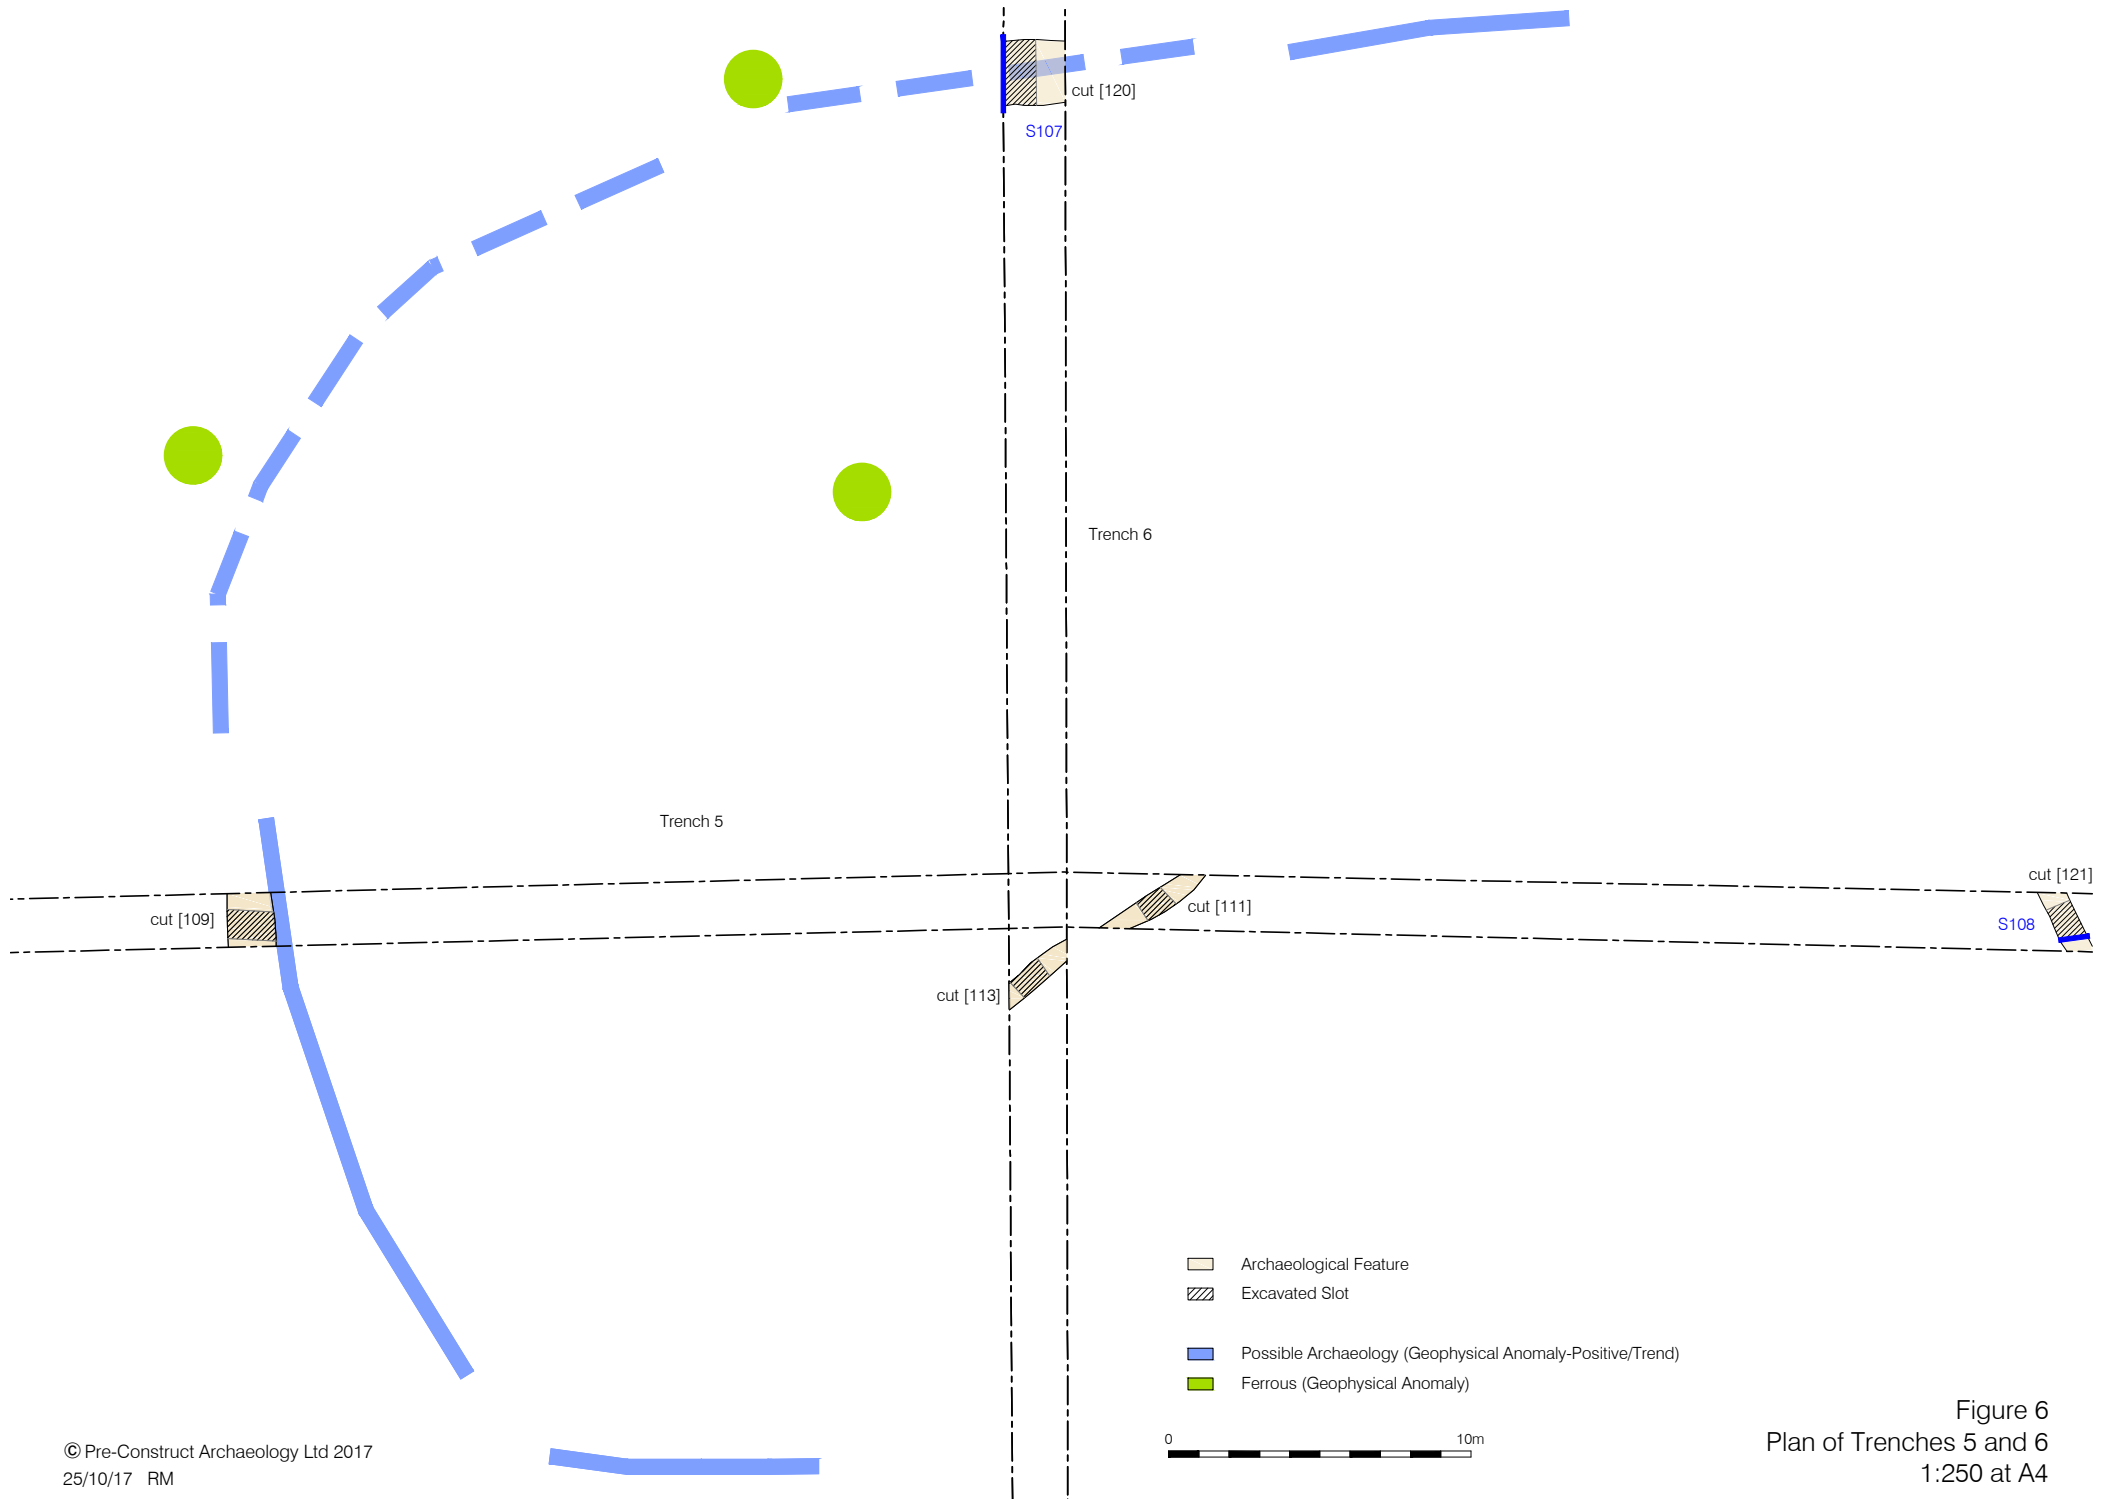 cut [120]
S107
Trench 6
Trench 5
cut [121]
cut [109]
cut [111]
S108
cut [113]
Archaeological Feature
Excavated Slot
Possible Archaeology (Geophysical Anomaly-Positive/Trend)
Ferrous (Geophysical Anomaly)
0 10m
Figure 6
Plan of Trenches 5 and 6
1:250 at A4
© Pre-Construct Archaeology Ltd 2017
25/10/17 RM